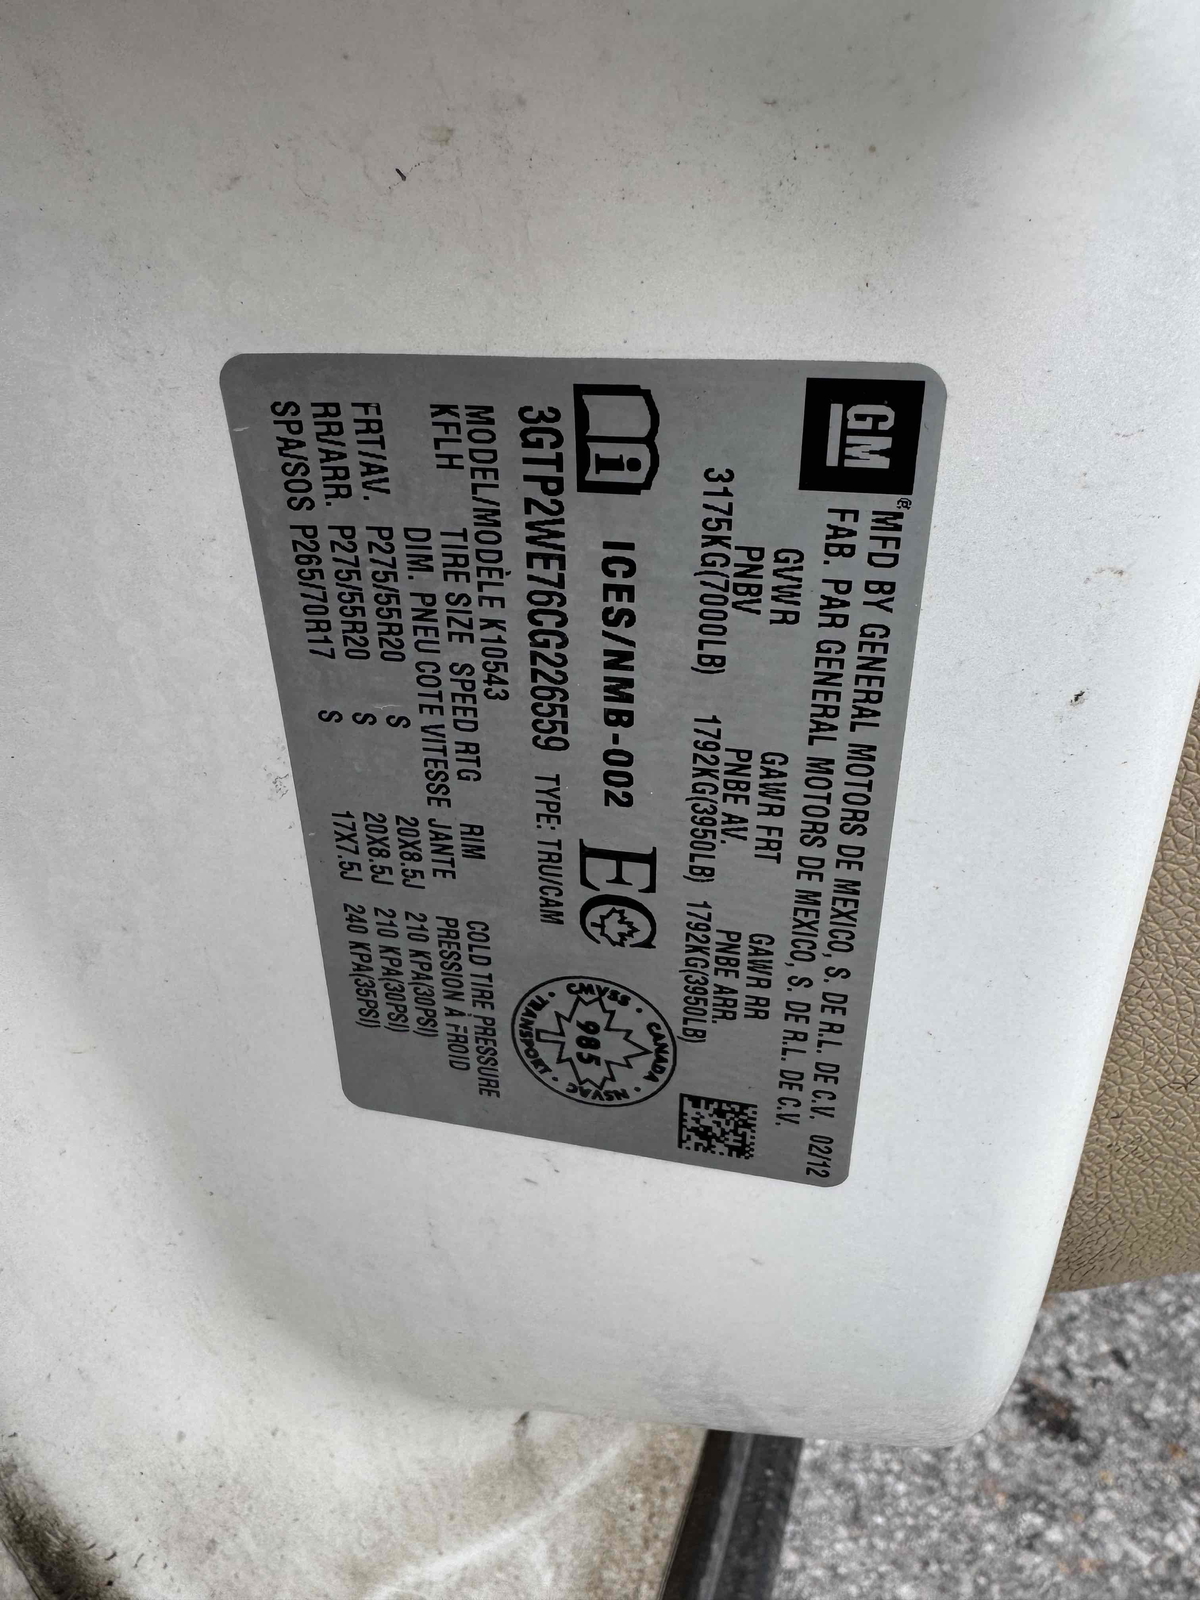 GM
® MFD BY GENERAL MOTORS DE MEXICO, S. DE R.L. DE C.V. 02/12
FAB. PAR GENERAL MOTORS DE MEXICO, S. DE R.L. DE C.V.
GVWR GAWR FRT GAWR RR
PNBV PNBE AV. PNBE ARR.
3175KG(7000LB) 1792KG(3950LB) 1792KG(3950LB)
i ICES/NMB-002 EC
CANADA · NSVAC · TRANSPORT · CMVSS ·
985
3GTP2WE76CG226559 TYPE: TRU/CAM
MODEL/MODÈLE K10543
KFLH TIRE SIZE SPEED RTG RIM COLD TIRE PRESSURE
DIM. PNEU COTE VITESSE JANTE PRESSION À FROID
FRT/AV. P275/55R20 S 20X8.5J 210 KPA(30PSI)
RR/ARR. P275/55R20 S 20X8.5J 210 KPA(30PSI)
SPA/SOS P265/70R17 S 17X7.5J 240 KPA(35PSI)